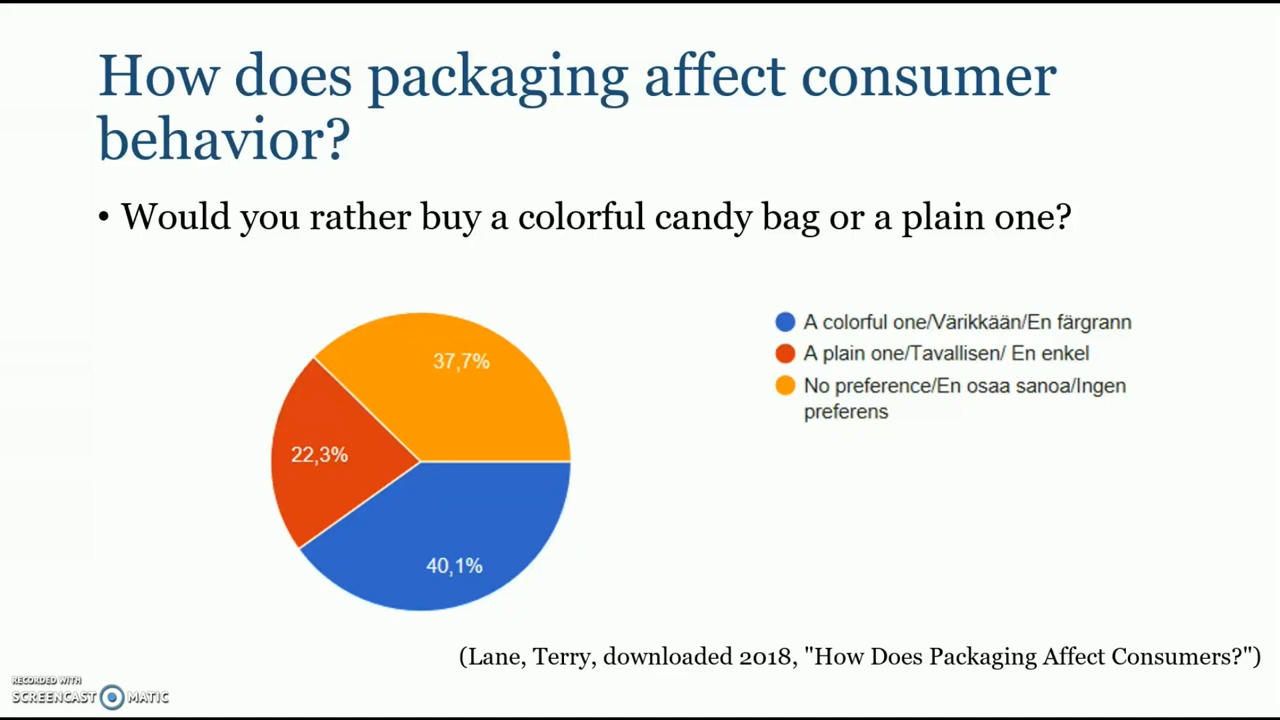 How does packaging affect consumer
behavior?
• Would you rather buy a colorful candy bag or a plain one?
37,7%
22,3%
40,1%
A colorful one/Värikkään/En färgrann
A plain one/Tavallisen/ En enkel
No preference/En osaa sanoa/Ingen
preferens
(Lane, Terry, downloaded 2018, "How Does Packaging Affect Consumers?")
RECORDED WITH
SCREENCAST MATIC